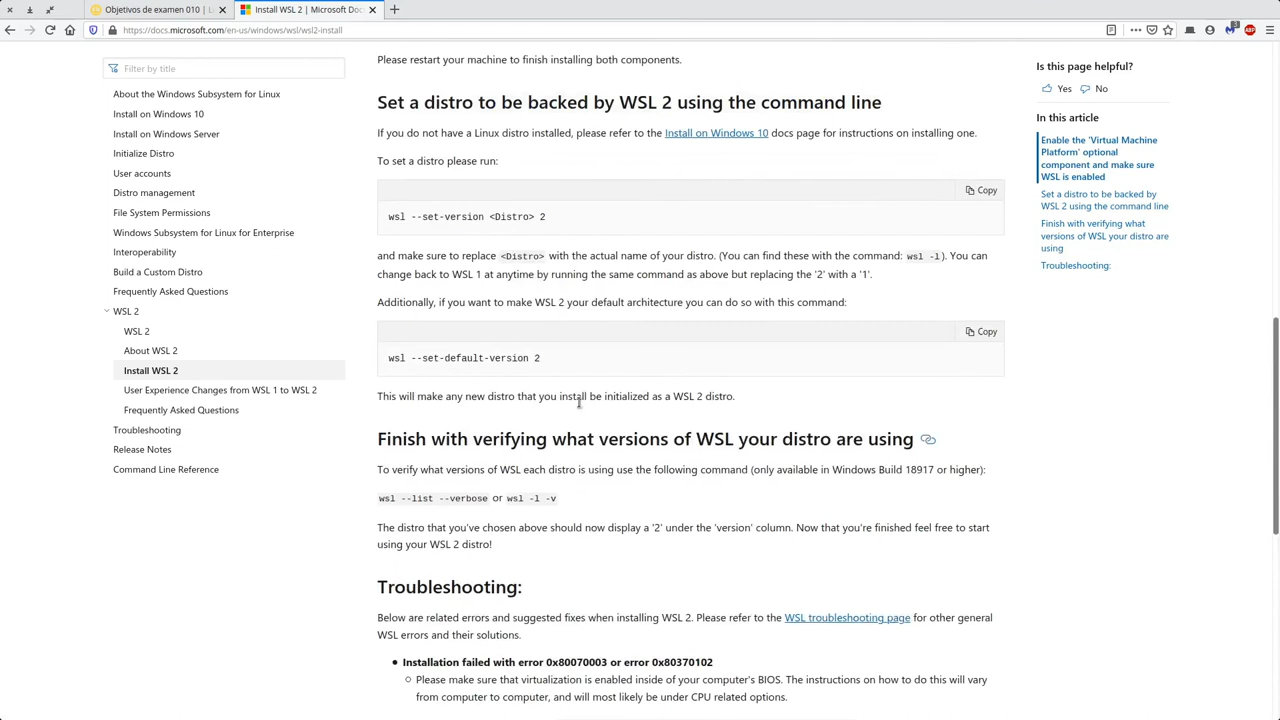 Objetivos de examen 010 | L
Install WSL 2 | Microsoft Doc
https://docs.microsoft.com/en-us/windows/wsl/wsl2-install
3
ABP
Filter by title
About the Windows Subsystem for Linux
Install on Windows 10
Install on Windows Server
Initialize Distro
User accounts
Distro management
File System Permissions
Windows Subsystem for Linux for Enterprise
Interoperability
Build a Custom Distro
Frequently Asked Questions
WSL 2
WSL 2
About WSL 2
Install WSL 2
User Experience Changes from WSL 1 to WSL 2
Frequently Asked Questions
Troubleshooting
Release Notes
Command Line Reference
Please restart your machine to finish installing both components.
Set a distro to be backed by WSL 2 using the command line
If you do not have a Linux distro installed, please refer to the Install on Windows 10 docs page for instructions on installing one.
To set a distro please run:
Copy
wsl --set-version <Distro> 2
and make sure to replace <Distro> with the actual name of your distro. (You can find these with the command: wsl -l). You can
change back to WSL 1 at anytime by running the same command as above but replacing the '2' with a '1'.
Additionally, if you want to make WSL 2 your default architecture you can do so with this command:
Copy
wsl --set-default-version 2
This will make any new distro that you install be initialized as a WSL 2 distro.
Finish with verifying what versions of WSL your distro are using
To verify what versions of WSL each distro is using use the following command (only available in Windows Build 18917 or higher):
wsl --list --verbose or wsl -l -v
The distro that you've chosen above should now display a '2' under the 'version' column. Now that you're finished feel free to start
using your WSL 2 distro!
Troubleshooting:
Below are related errors and suggested fixes when installing WSL 2. Please refer to the WSL troubleshooting page for other general
WSL errors and their solutions.
Installation failed with error 0x80070003 or error 0x80370102
Please make sure that virtualization is enabled inside of your computer's BIOS. The instructions on how to do this will vary
from computer to computer, and will most likely be under CPU related options.
Is this page helpful?
Yes No
In this article
Enable the 'Virtual Machine
Platform' optional
component and make sure
WSL is enabled
Set a distro to be backed by
WSL 2 using the command line
Finish with verifying what
versions of WSL your distro are
using
Troubleshooting: